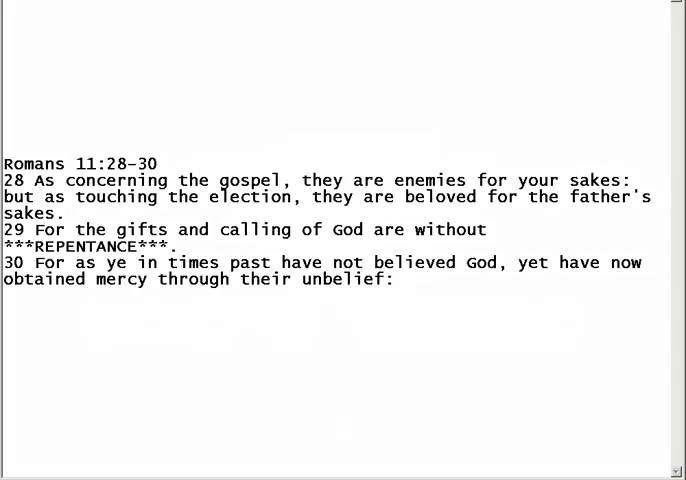 Romans 11:28-30
28 As concerning the gospel, they are enemies for your sakes:
but as touching the election, they are beloved for the father's
sakes.
29 For the gifts and calling of God are without
***REPENTANCE***.
30 For as ye in times past have not believed God, yet have now
obtained mercy through their unbelief: